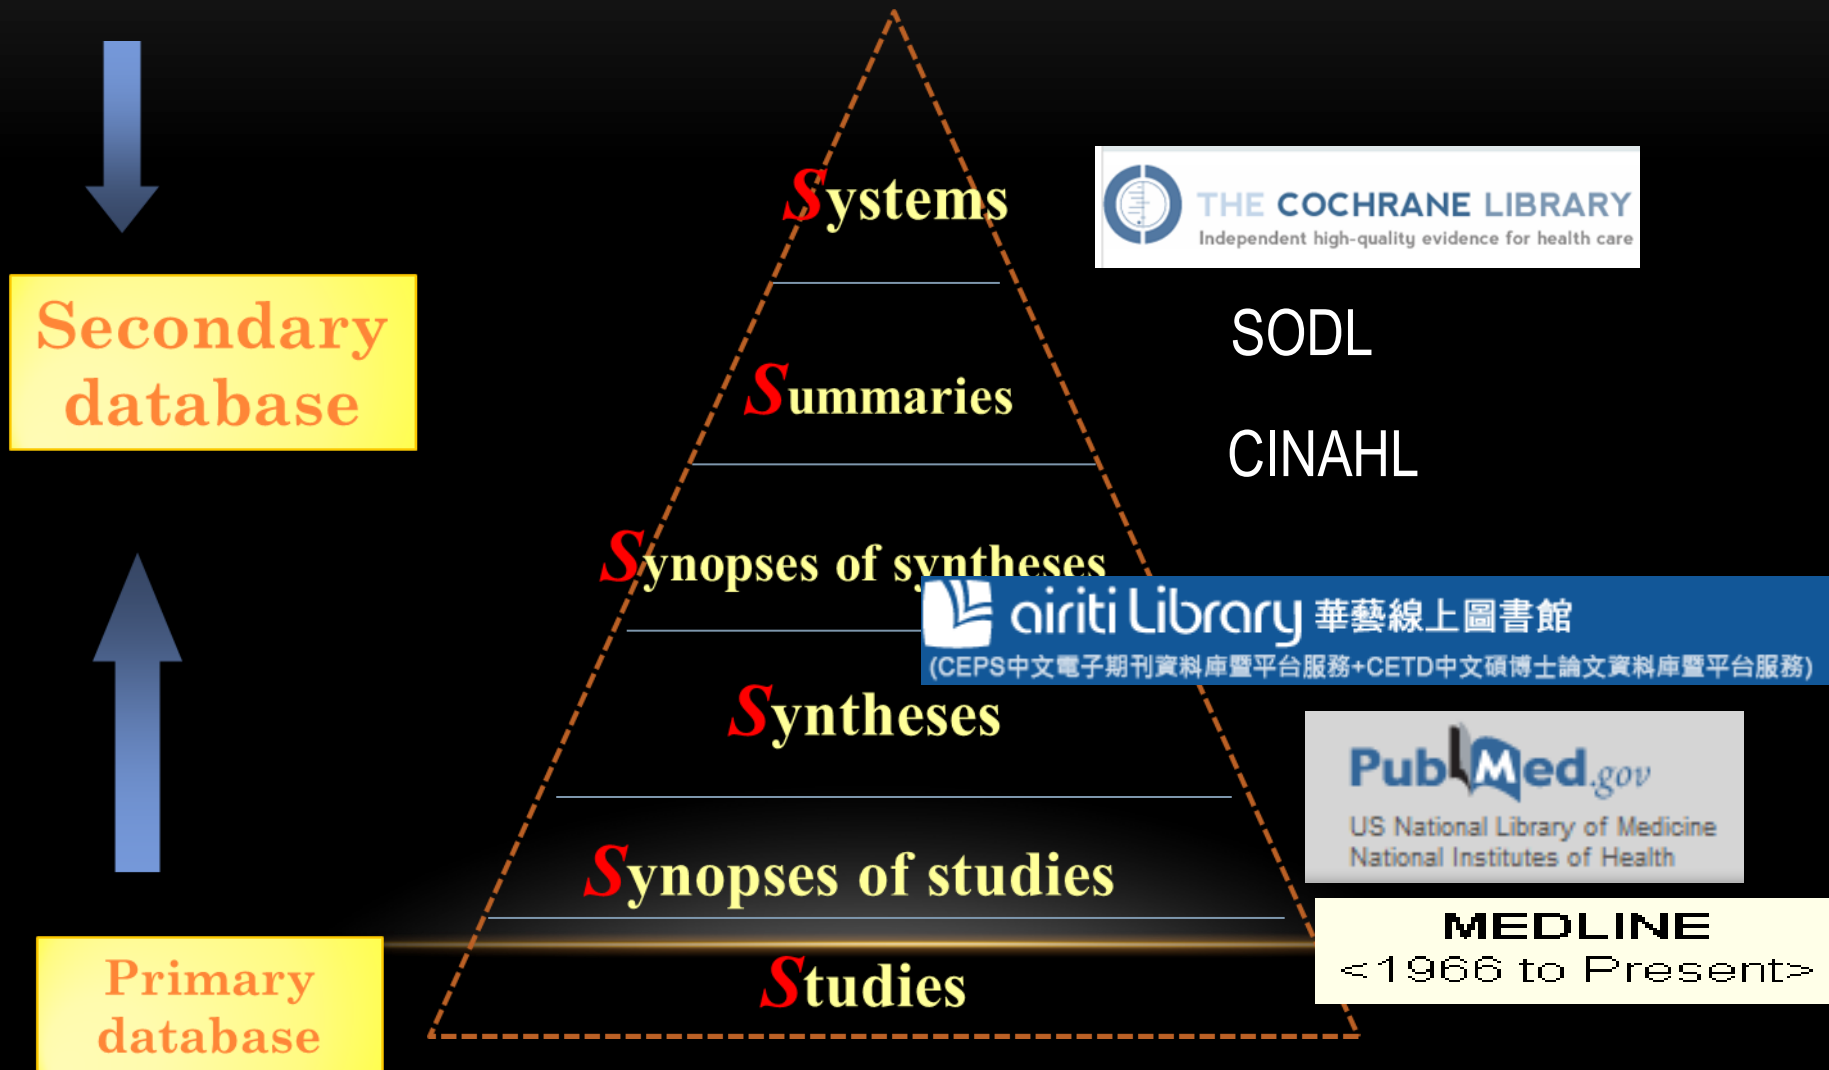 Systems
THE COCHRANE LIBRARY
Independent high-quality evidence for health care
Secondary
database
SODL
Summaries
CINAHL
Synopses of syntheses
airiti Library 華藝線上圖書館
(CEPS中文電子期刊資料庫暨平台服務+CETD中文碩博士論文資料庫暨平台服務)
Syntheses
PubMed.gov
US National Library of Medicine
National Institutes of Health
Synopses of studies
MEDLINE
<1966 to Present>
Studies
Primary
database